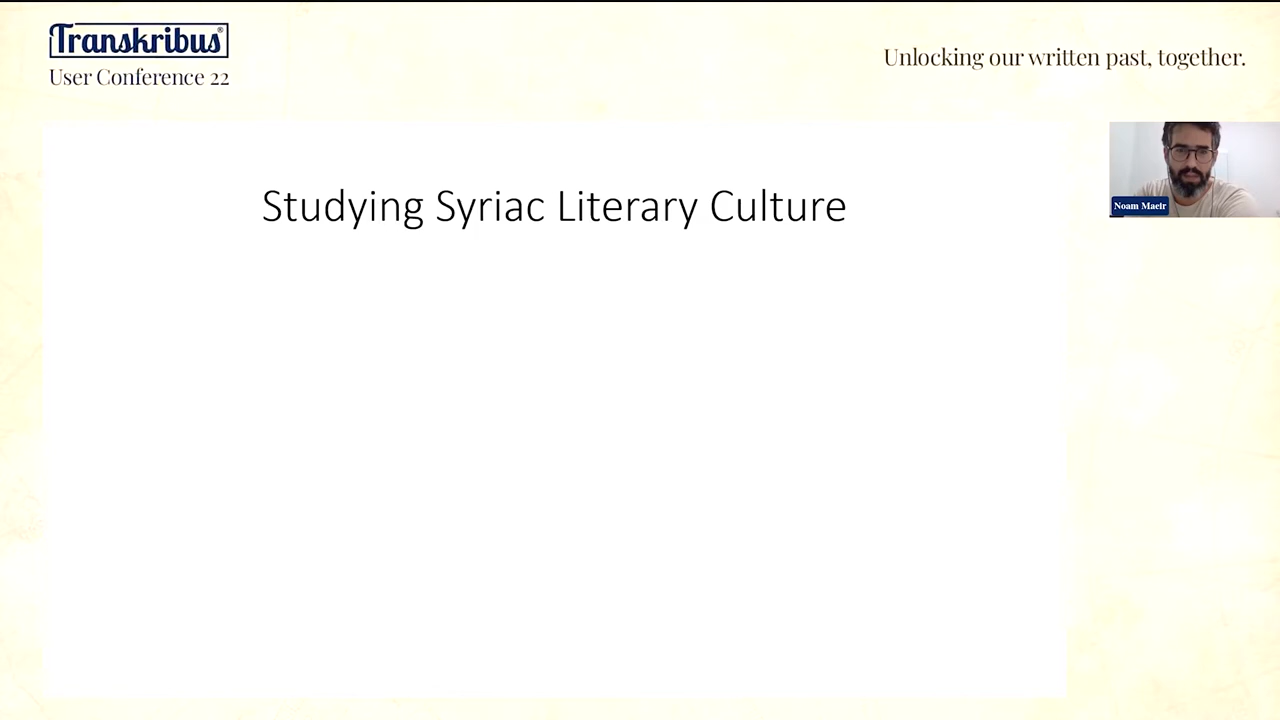 Transkribus®
User Conference 22
Unlocking our written past, together.
Noam Maeir
Studying Syriac Literary Culture